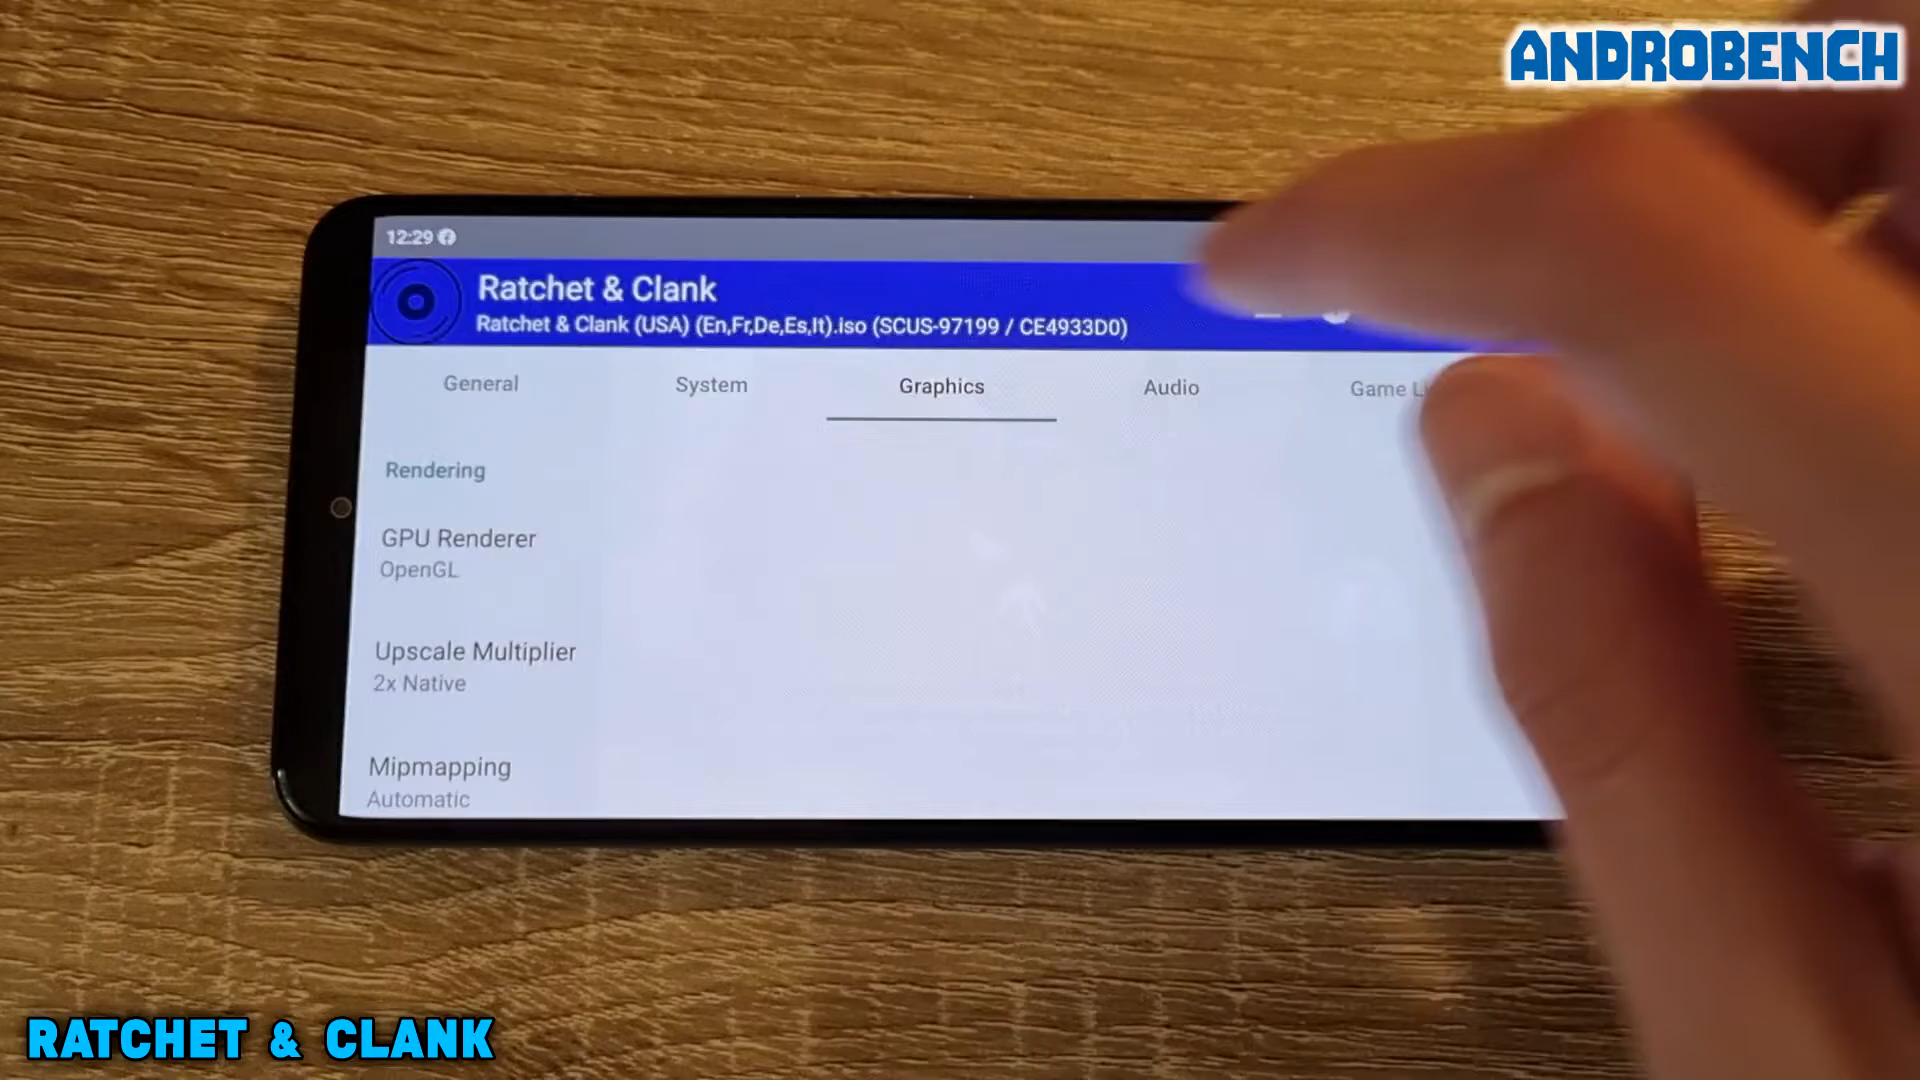 ANDROBENCH
12:29
Ratchet & Clank
Ratchet & Clank (USA) (En,Fr,De,Es,It).iso (SCUS-97199 / CE4933D0)
General System Graphics Audio Game
Rendering
GPU Renderer
OpenGL
Upscale Multiplier
2x Native
Mipmapping
Automatic
RATCHET & CLANK